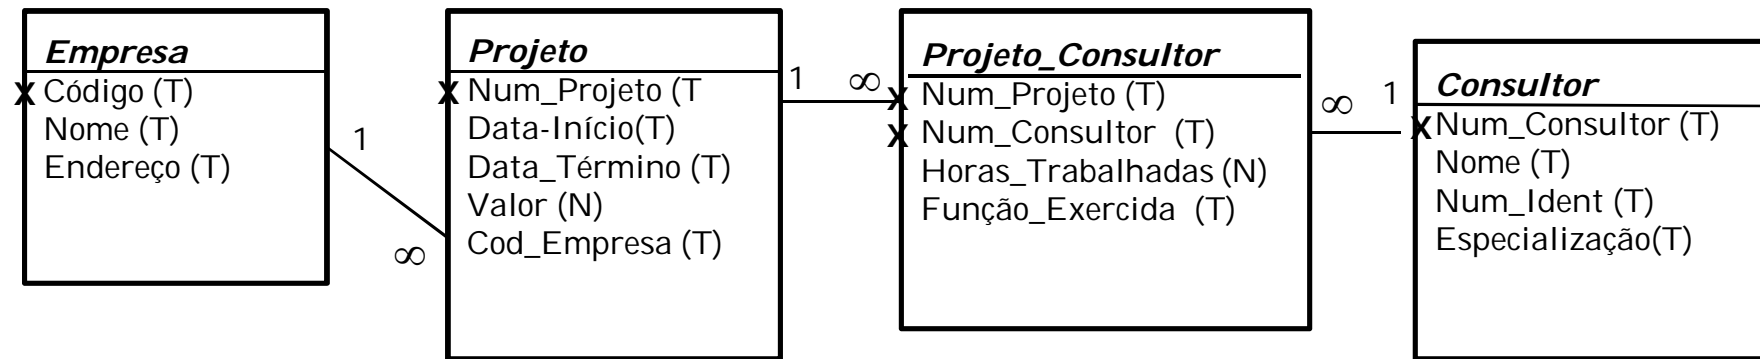 Empresa
X Código (T)
Nome (T)
Endereço (T)
1
∞
Projeto
X Num_Projeto (T
Data-Início(T)
Data_Término (T)
Valor (N)
Cod_Empresa (T)
1
∞
Projeto_Consultor
X Num_Projeto (T)
X Num_Consultor (T)
Horas_Trabalhadas (N)
Função_Exercida (T)
∞
1
Consultor
X Num_Consultor (T)
Nome (T)
Num_Ident (T)
Especialização(T)